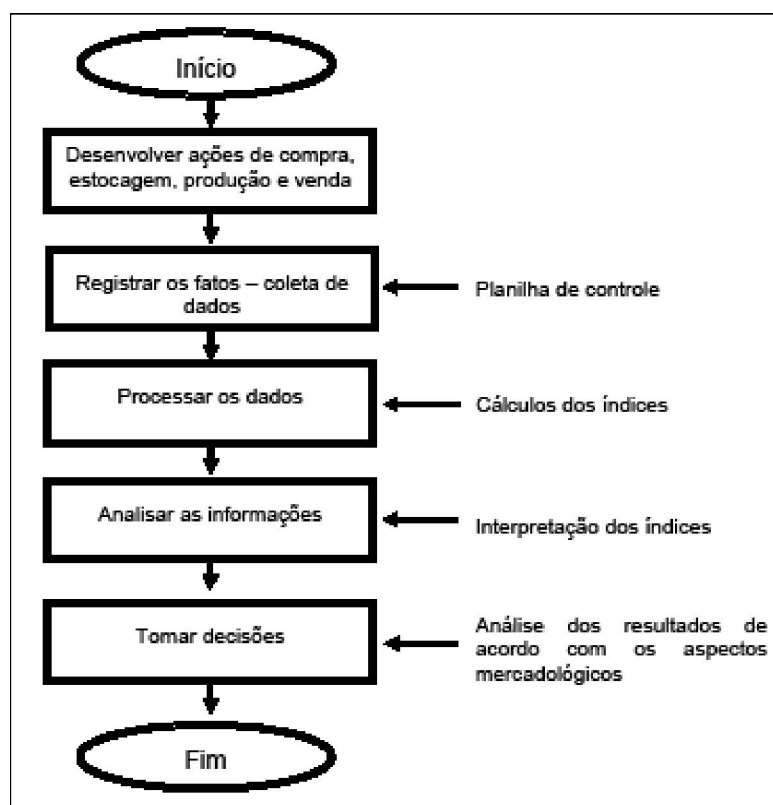 Início
Desenvolver ações de compra,
estocagem, produção e venda
Registrar os fatos – coleta de
dados
Planilha de controle
Processar os dados
Cálculos dos índices
Analisar as informações
Interpretação dos índices
Tomar decisões
Análise dos resultados de
acordo com os aspectos
mercadológicos
Fim